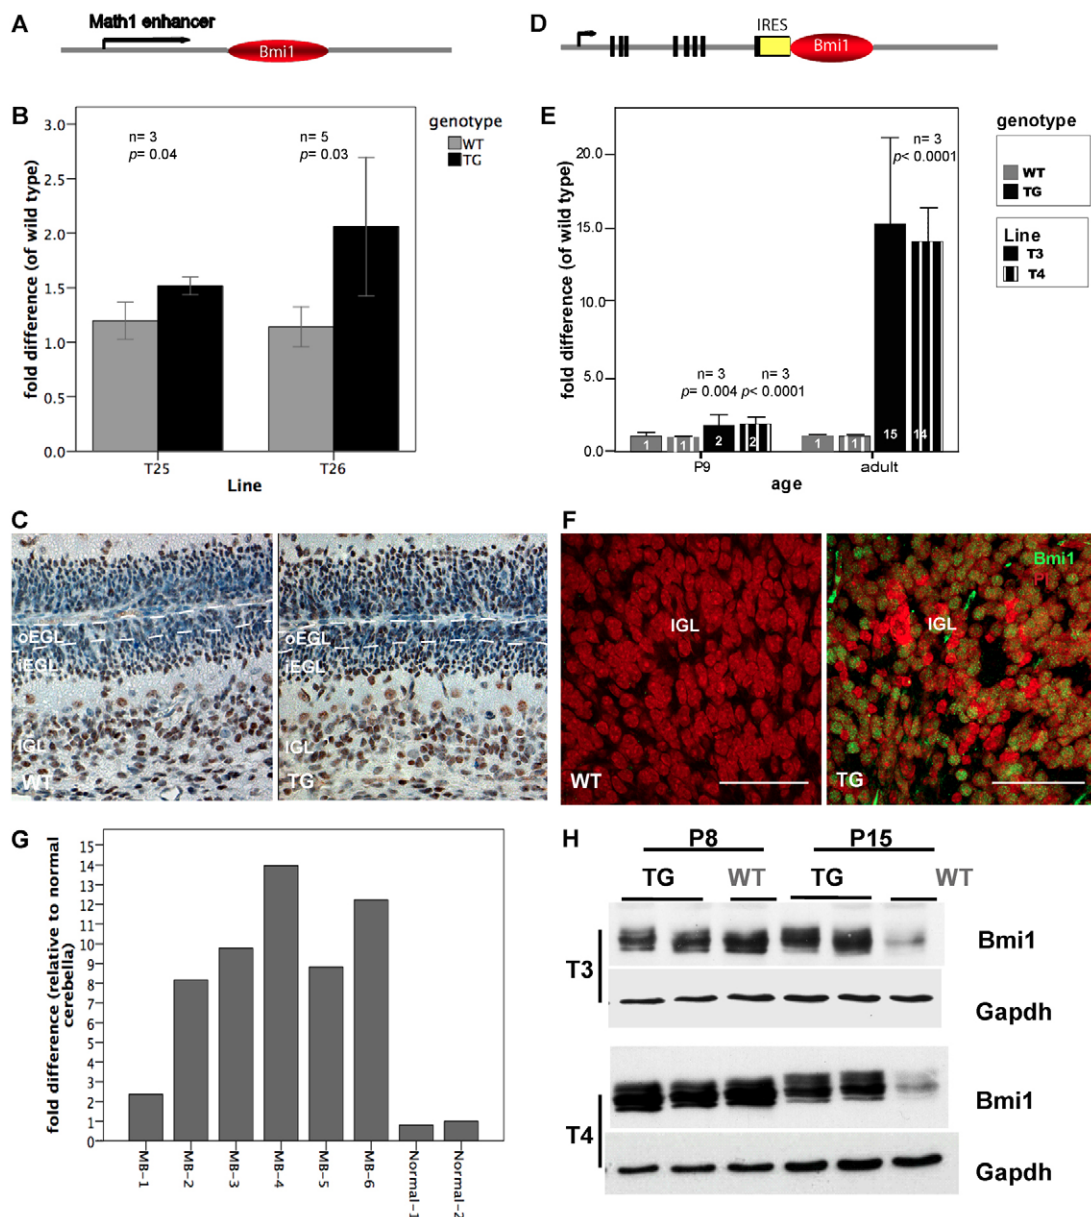 A
Math1 enhancer
Bmi1
B
3.0
2.5
2.0
1.5
1.0
0.5
0.0
fold difference (of wild type)
n= 3
p= 0.04
n= 5
p= 0.03
genotype
WT
TG
T25
T26
Line
C
oEGL
iEGL
IGL
WT
oEGL
iEGL
IGL
TG
D
IRES
Bmi1
E
20.0
15.0
10.0
5.0
0.0
fold difference (of wild type)
n= 3
p= 0.004
n= 3
p< 0.0001
n= 3
p< 0.0001
1
1
2
2
1
1
15
14
P9
adult
age
genotype
WT
TG
Line
T3
T4
F
IGL
WT
Bmi1
PI
IGL
TG
G
15
14
13
12
11
10
9
8
7
6
5
4
3
2
1
0
fold difference (relative to normal
cerebella)
MB-1
MB-2
MB-3
MB-4
MB-5
MB-6
Normal-1
Normal-2
H
P8
P15
TG
WT
TG
WT
T3
Bmi1
Gapdh
T4
Bmi1
Gapdh